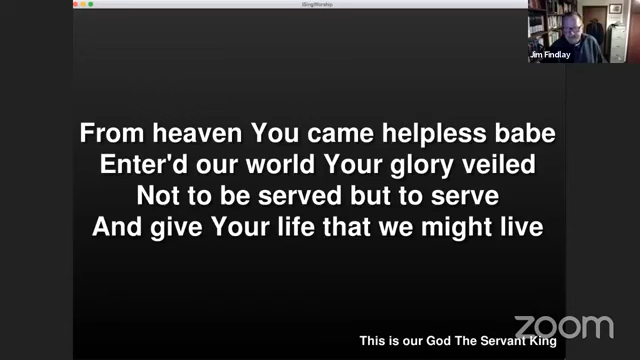 iSingWorship
Jim Findlay
From heaven You came helpless babe
Enter'd our world Your glory veiled
Not to be served but to serve
And give Your life that we might live
This is our God The Servant King
zoom